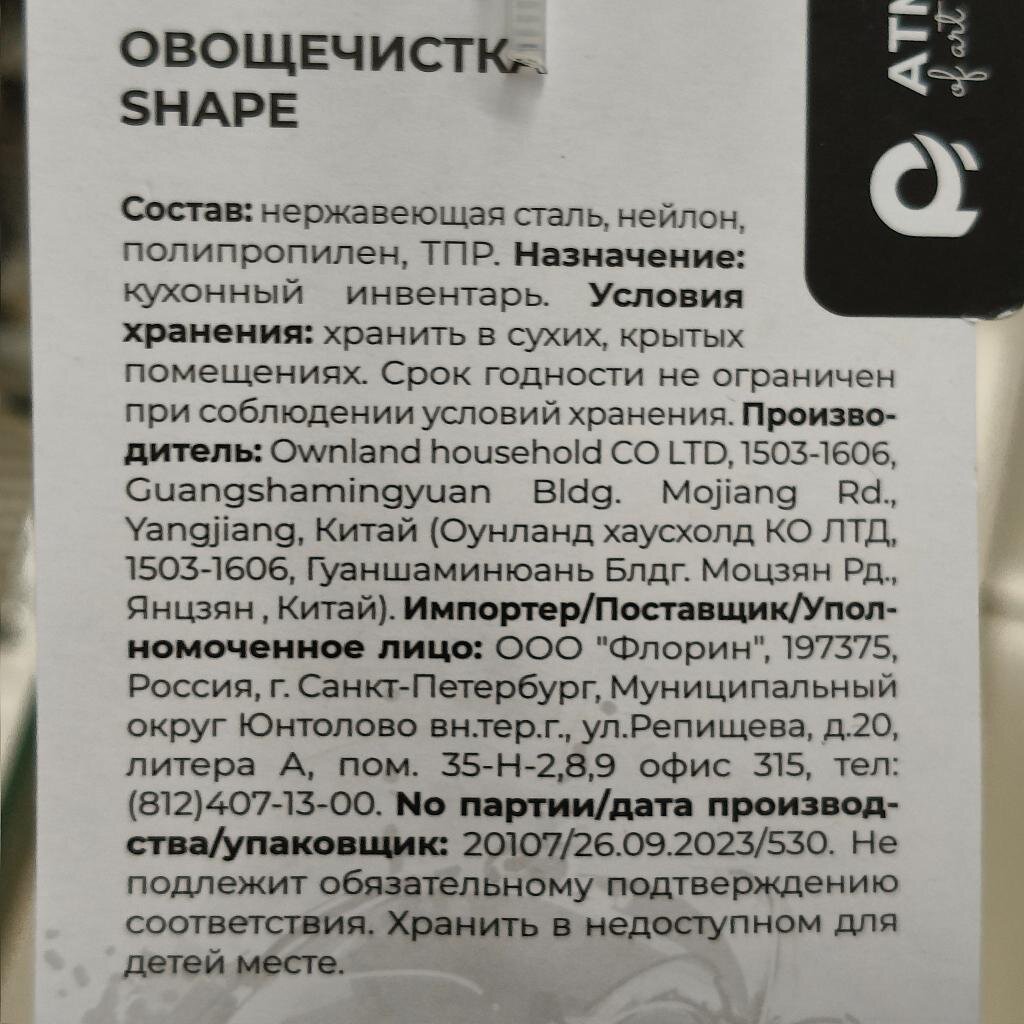 ОВОЩЕЧИСТКА
SHAPE
Состав: нержавеющая сталь, нейлон,
полипропилен, ТПР. Назначение:
кухонный инвентарь. Условия
хранения: хранить в сухих, крытых
помещениях. Срок годности не ограничен
при соблюдении условий хранения. Произво-
дитель: Ownland household CO LTD, 1503-1606,
Guangshamingyuan Bldg. Mojiang Rd.,
Yangjiang, Китай (Оунланд хаусхолд КО ЛТД,
1503-1606, Гуаншаминюань Блдг. Моцзян Рд.,
Янцзян , Китай). Импортер/Поставщик/Упол-
номоченное лицо: ООО "Флорин", 197375,
Россия, г. Санкт-Петербург, Муниципальный
округ Юнтолово вн.тер.г., ул.Репищева, д.20,
литера А, пом. 35-Н-2,8,9 офис 315, тел:
(812)407-13-00. No партии/дата производ-
ства/упаковщик: 20107/26.09.2023/530. Не
подлежит обязательному подтверждению
соответствия. Хранить в недоступном для
детей месте.
of art